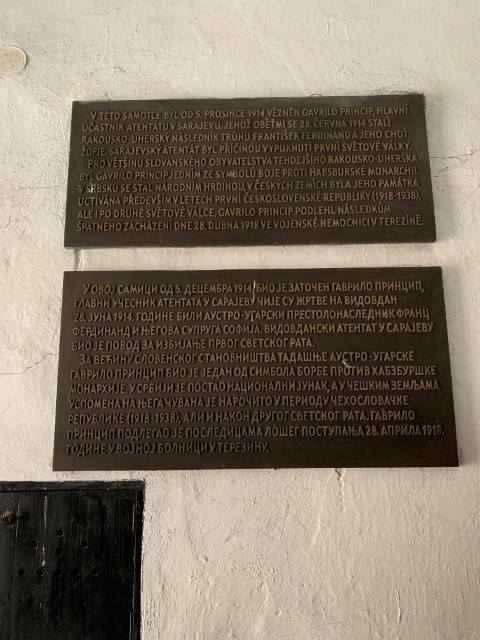 V TÉTO SAMOTCE BYL OD 5. PROSINCE 1914 VĚZNĚN GAVRILO PRINCIP, HLAVNÍ
ÚČASTNÍK ATENTÁTU V SARAJEVU, JEHOŽ OBĚTMI SE 28. ČERVNA 1914 STALI
RAKOUSKO-UHERSKÝ NÁSLEDNÍK TRŮNU FRANTIŠEK FERDINAND A JEHO CHOŤ
ŽOFIE. SARAJEVSKÝ ATENTÁT BYL PŘÍČINOU VYPUKNUTÍ PRVNÍ SVĚTOVÉ VÁLKY.
PRO VĚTŠINU SLOVANSKÉHO OBYVATELSTVA TEHDEJŠÍHO RAKOUSKO-UHERSKA
BYL GAVRILO PRINCIP JEDNÍM ZE SYMBOLŮ BOJE PROTI HABSBURSKÉ MONARCHII.
V SRBSKU SE STAL NÁRODNÍM HRDINOU, V ČESKÝCH ZEMÍCH BYLA JEHO PAMÁTKA
UCTÍVÁNA PŘEDEVŠÍM V LETECH PRVNÍ ČESKOSLOVENSKÉ REPUBLIKY (1918-1938),
ALE I PO DRUHÉ SVĚTOVÉ VÁLCE. GAVRILO PRINCIP PODLEHL NÁSLEDKŮM
ŠPATNÉHO ZACHÁZENÍ DNE 28. DUBNA 1918 VE VOJENSKÉ NEMOCNICI V TEREZÍNĚ.
У ОВОЈ САМИЦИ ОД 5. ДЕЦЕМБРА 1914. БИО ЈЕ ЗАТОЧЕН ГАВРИЛО ПРИНЦИП,
ГЛАВНИ УЧЕСНИК АТЕНТАТА У САРАЈЕВУ ЧИЈЕ СУ ЖРТВЕ НА ВИДОВДАН
28. ЈУНА 1914. ГОДИНЕ БИЛИ АУСТРО-УГАРСКИ ПРЕСТОЛОНАСЛЕДНИК ФРАНЦ
ФЕРДИНАНД И ЊЕГОВА СУПРУГА СОФИЈА. ВИДОВДАНСКИ АТЕНТАТ У САРАЈЕВУ
БИО ЈЕ ПОВОД ЗА ИЗБИЈАЊЕ ПРВОГ СВЕТСКОГ РАТА.
ЗА ВЕЋИНУ СЛОВЕНСКОГ СТАНОВНИШТВА ТАДАШЊЕ АУСТРО-УГАРСКЕ
ГАВРИЛО ПРИНЦИП БИО ЈЕ ЈЕДАН ОД СИМБОЛА БОРБЕ ПРОТИВ ХАБЗБУРШКЕ
МОНАРХИЈЕ. У СРБИЈИ ЈЕ ПОСТАО НАЦИОНАЛНИ ЈУНАК, А У ЧЕШКИМ ЗЕМЉАМА
УСПОМЕНА НА ЊЕГА ЧУВАНА ЈЕ НАРОЧИТО У ПЕРИОДУ ЧЕХОСЛОВАЧКЕ
РЕПУБЛИКЕ (1918-1938), АЛИ И НАКОН ДРУГОГ СВЕТСКОГ РАТА. ГАВРИЛО
ПРИНЦИП ПОДЛЕГАО ЈЕ ПОСЛЕДИЦАМА ЛОШЕГ ПОСТУПАЊА 28. АПРИЛА 1918.
ГОДИНЕ У ВОЈНОЈ БОЛНИЦИ У ТЕРЕЗИНУ.